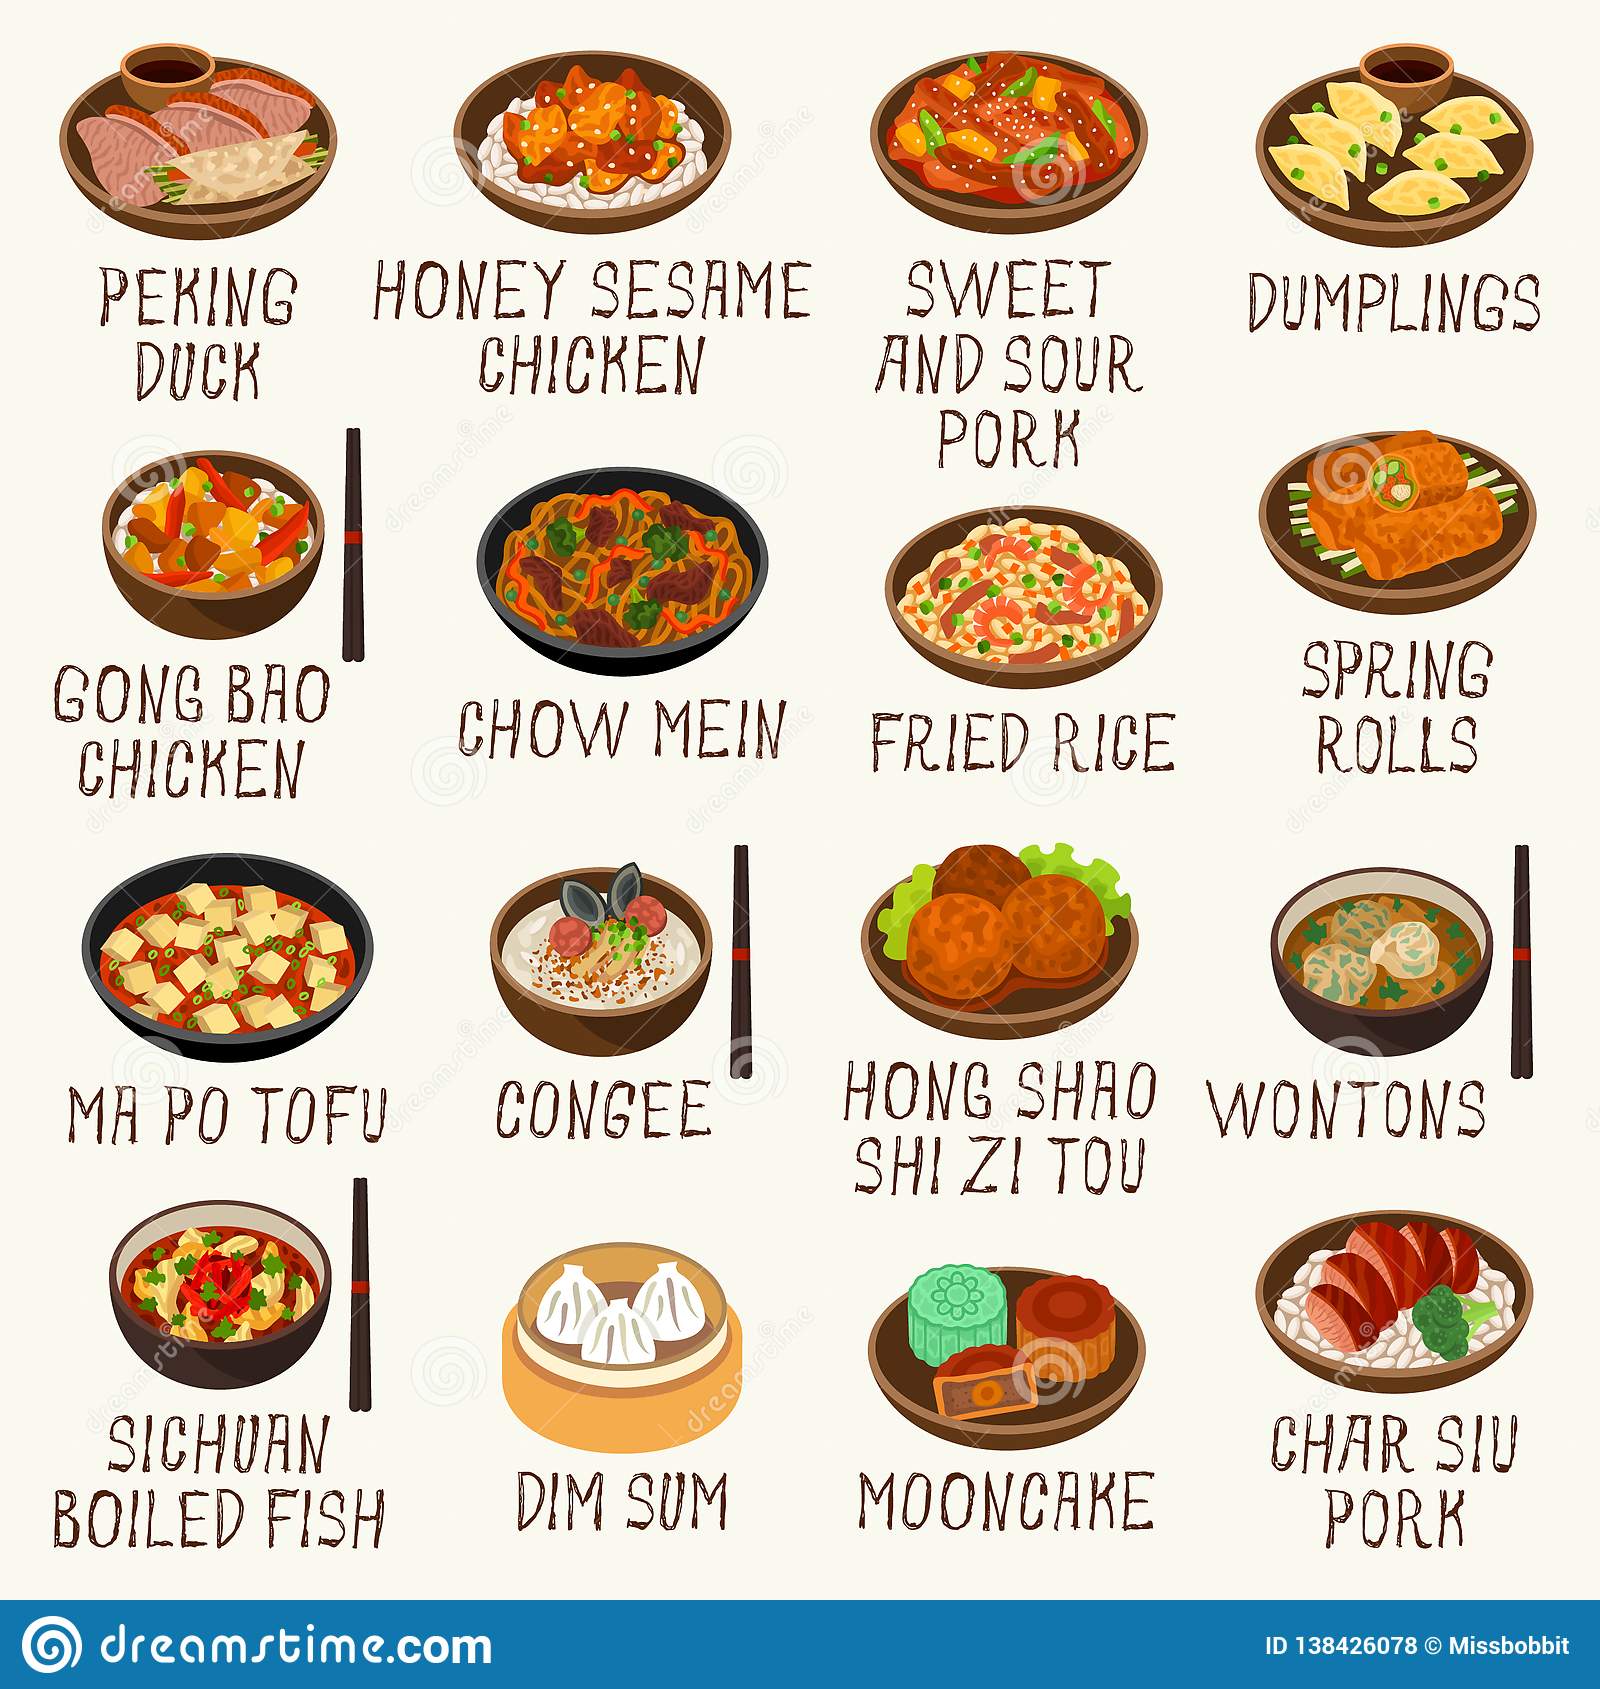 PEKING
DUCK
HONEY SESAME
CHICKEN
SWEET
AND SOUR
PORK
DUMPLINGS
GONG BAO
CHICKEN
CHOW MEIN
FRIED RICE
SPRING
ROLLS
MA PO TOFU
CONGEE
HONG SHAO
SHI ZI TOU
WONTONS
SICHUAN
BOILED FISH
DIM SUM
MOONCAKE
CHAR SIU
PORK
dreamstime.com
ID 138426078 © Missbobbit